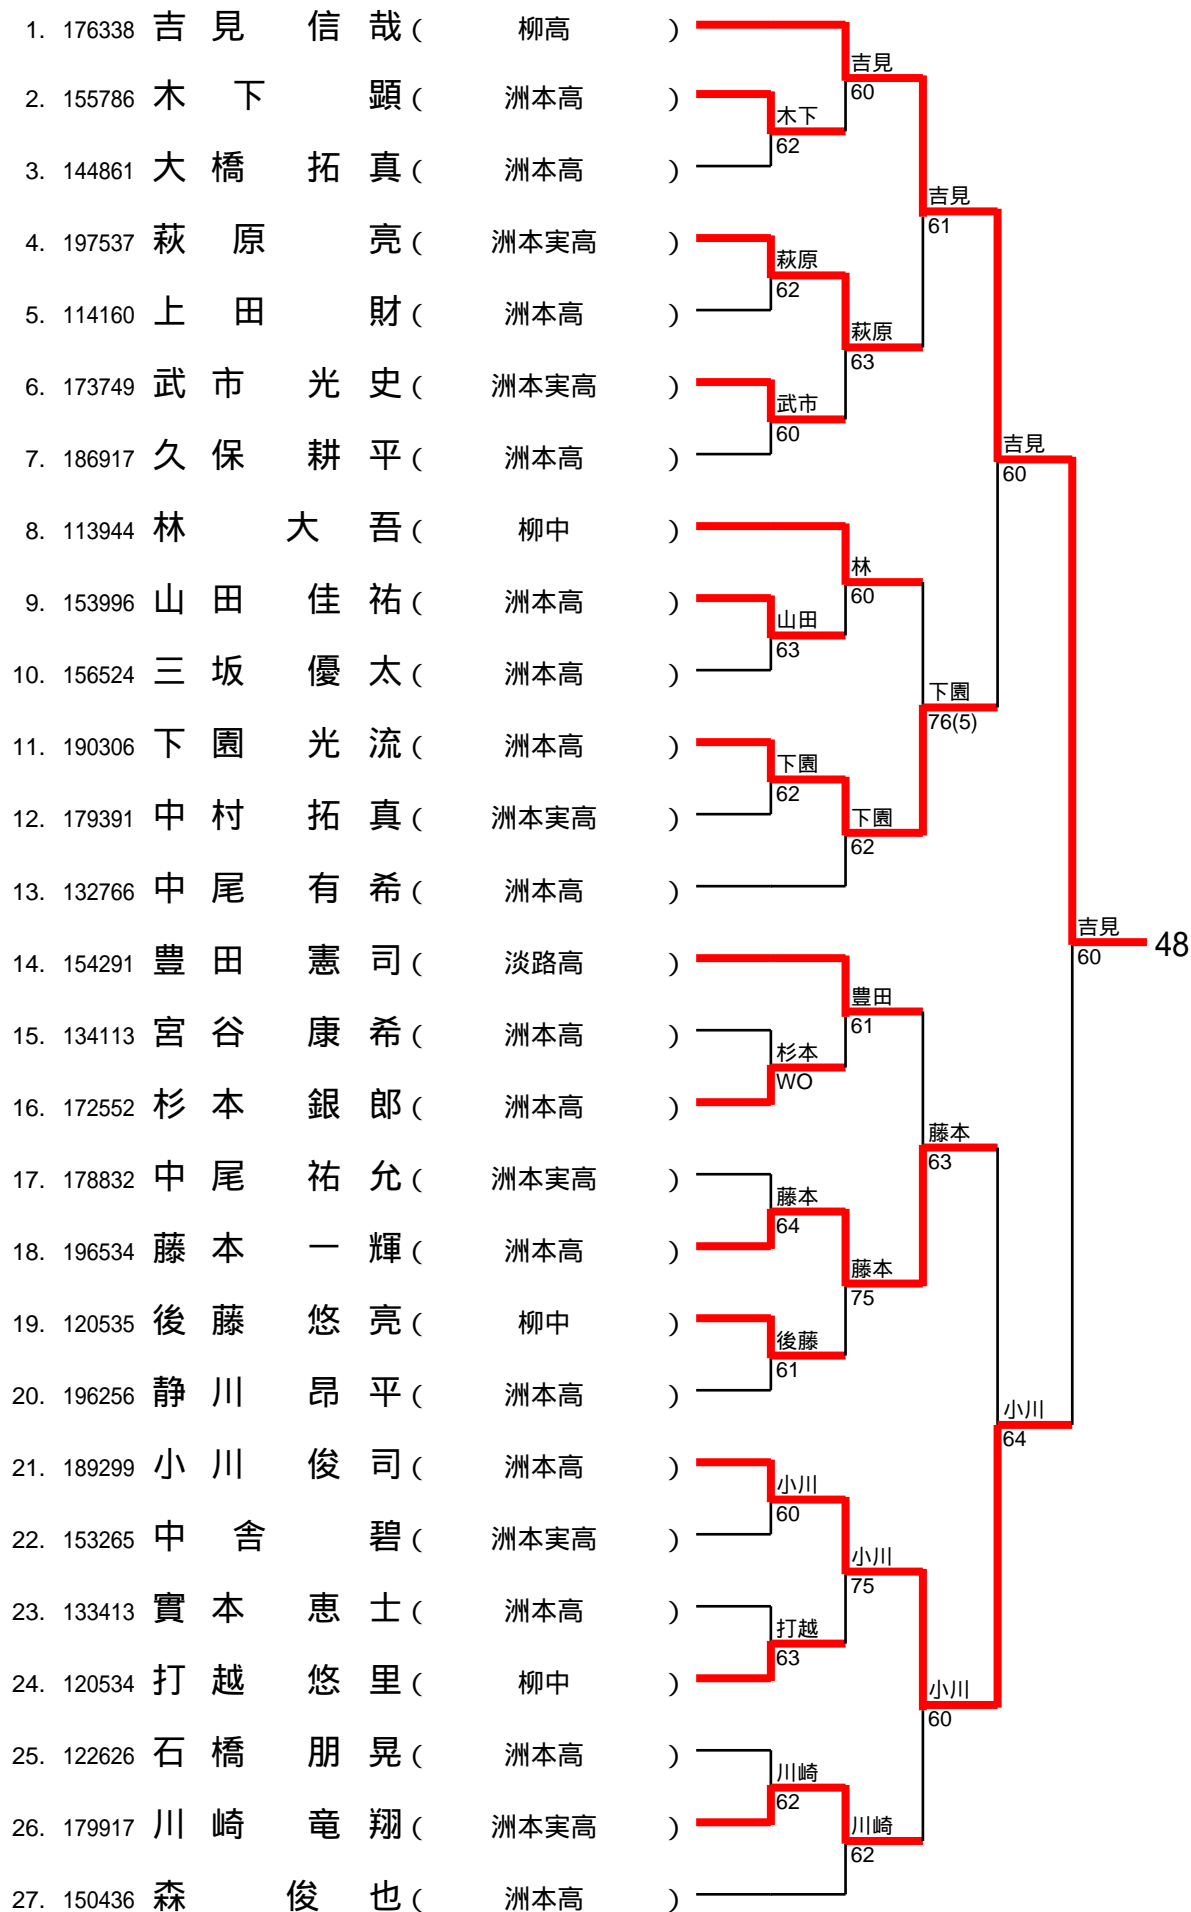 1. 176338 吉見 信哉 ( 柳高 )
吉見
60
2. 155786 木下 顕 ( 洲本高 )
木下
62
3. 144861 大橋 拓真 ( 洲本高 )
吉見
61
4. 197537 萩原 亮 ( 洲本実高 )
萩原
62
5. 114160 上田 財 ( 洲本高 )
萩原
63
6. 173749 武市 光史 ( 洲本実高 )
武市
60
7. 186917 久保 耕平 ( 洲本高 )
吉見
60
8. 113944 林 大吾 ( 柳中 )
林
60
9. 153996 山田 佳祐 ( 洲本高 )
山田
63
10. 156524 三坂 優太 ( 洲本高 )
下園
76(5)
11. 190306 下園 光流 ( 洲本高 )
下園
62
12. 179391 中村 拓真 ( 洲本実高 )
下園
62
13. 132766 中尾 有希 ( 洲本高 )
吉見
60
48
14. 154291 豊田 憲司 ( 淡路高 )
豊田
61
15. 134113 宮谷 康希 ( 洲本高 )
杉本
WO
16. 172552 杉本 銀郎 ( 洲本高 )
藤本
63
17. 178832 中尾 祐允 ( 洲本実高 )
藤本
64
18. 196534 藤本 一輝 ( 洲本高 )
藤本
75
19. 120535 後藤 悠亮 ( 柳中 )
後藤
61
20. 196256 静川 昂平 ( 洲本高 )
小川
64
21. 189299 小川 俊司 ( 洲本高 )
小川
60
22. 153265 中舎 碧 ( 洲本実高 )
小川
75
23. 133413 實本 恵士 ( 洲本高 )
打越
63
24. 120534 打越 悠里 ( 柳中 )
小川
60
25. 122626 石橋 朋晃 ( 洲本高 )
川崎
62
26. 179917 川崎 竜翔 ( 洲本実高 )
川崎
62
27. 150436 森 俊也 ( 洲本高 )